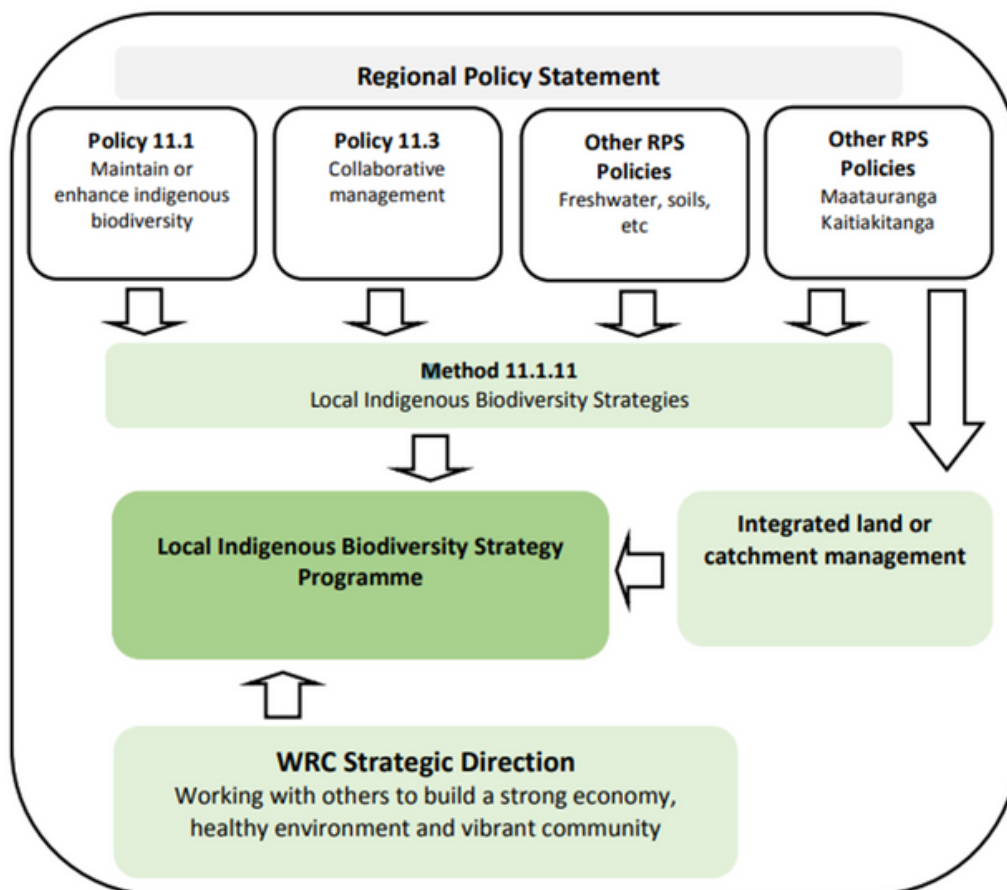 Regional Policy Statement
Policy 11.1
Maintain or
enhance indigenous
biodiversity
Policy 11.3
Collaborative
management
Other RPS
Policies
Freshwater, soils,
etc
Other RPS
Policies
Maatauranga
Kaitiakitanga
Method 11.1.11
Local Indigenous Biodiversity Strategies
Local Indigenous Biodiversity Strategy
Programme
Integrated land or
catchment management
WRC Strategic Direction
Working with others to build a strong economy,
healthy environment and vibrant community